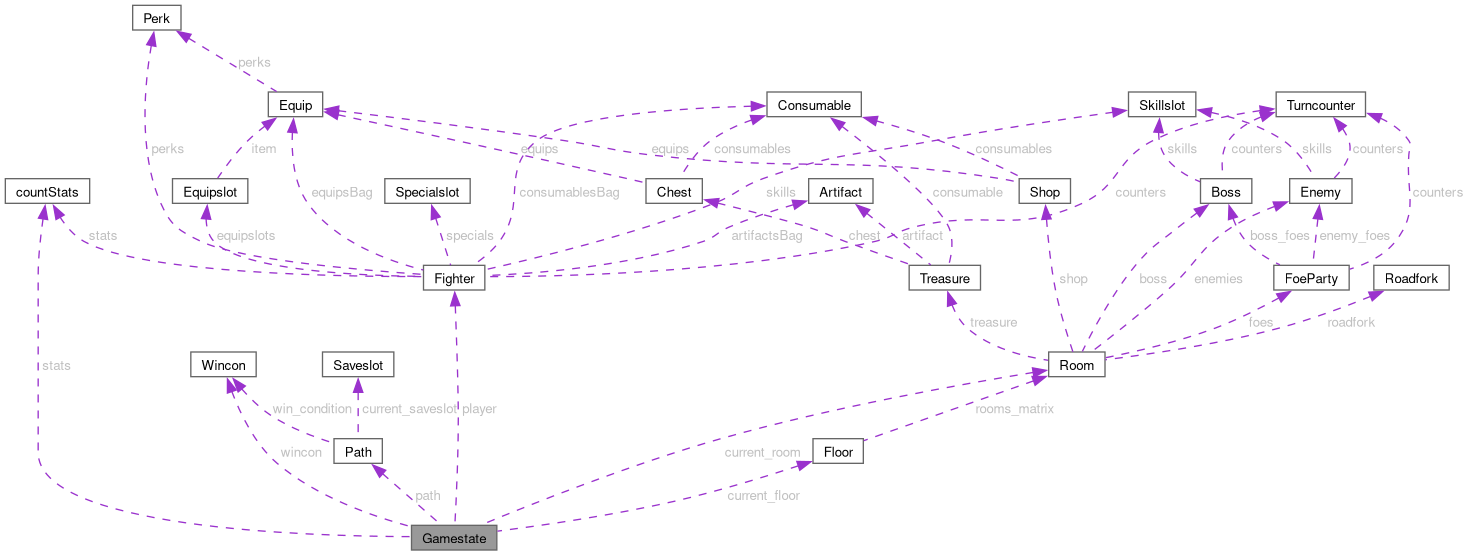 Perk
perks
Equip
Consumable
Skillslot
Turncounter
perks
item
equips
equips
consumables
consumables
skills
counters
skills
counters
countStats
Equipslot
equipsBag
Specialslot
consumablesBag
Chest
skills
Artifact
consumable
Shop
counters
Boss
Enemy
counters
stats
equipslots
specials
artifactsBag
chest
artifact
boss_foes
enemy_foes
Fighter
Treasure
shop
boss
enemies
FoeParty
Roadfork
treasure
foes
roadfork
stats
Wincon
Saveslot
Room
win_condition
current_saveslot
player
rooms_matrix
wincon
Path
current_room
Floor
path
current_floor
Gamestate